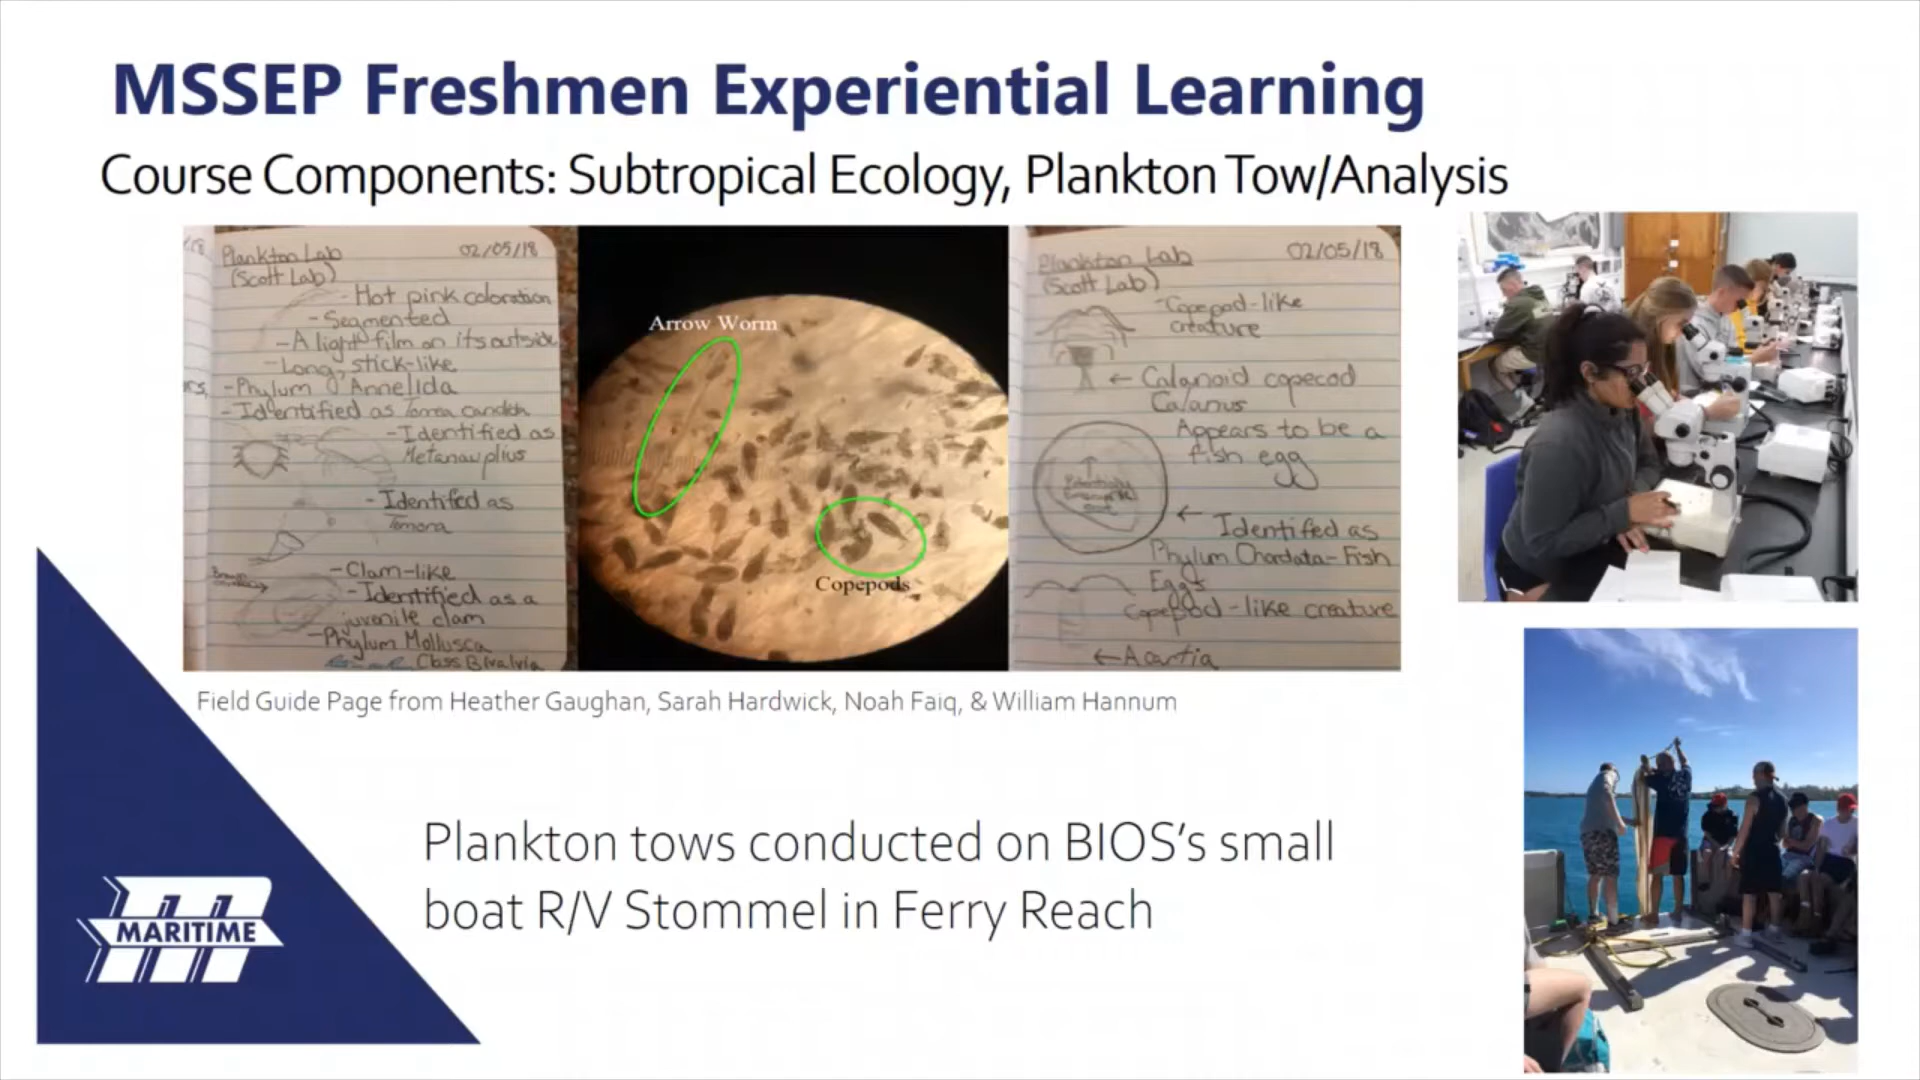 MSSEP Freshmen Experiential Learning
Course Components: Subtropical Ecology, Plankton Tow/Analysis
Plankton Lab 02/05/18
(Scott Lab)
- Hot pink coloration
- Segmented
- A light film on its outside
- Long, stick-like
- Phylum Annelida
- Identified as
- Identified as
Metanauplius
- Identifed as
Temora
- Clam-like
- Identified as a
juvenile clam
- Phylum Mollusca
Class Bivalvia
Arrow Worm
Copepods
Plankton Lab 02/05/18
(Scott Lab)
- Copepod-like
creature
← Calanoid copecod
Calanus
Appears to be a
fish egg
← Identifed as
Phylum Chordata - Fish
Eggs
Copepod-like creature
← Acartia
Field Guide Page from Heather Gaughan, Sarah Hardwick, Noah Faiq, & William Hannum
Plankton tows conducted on BIOS's small
boat R/V Stommel in Ferry Reach
MARITIME